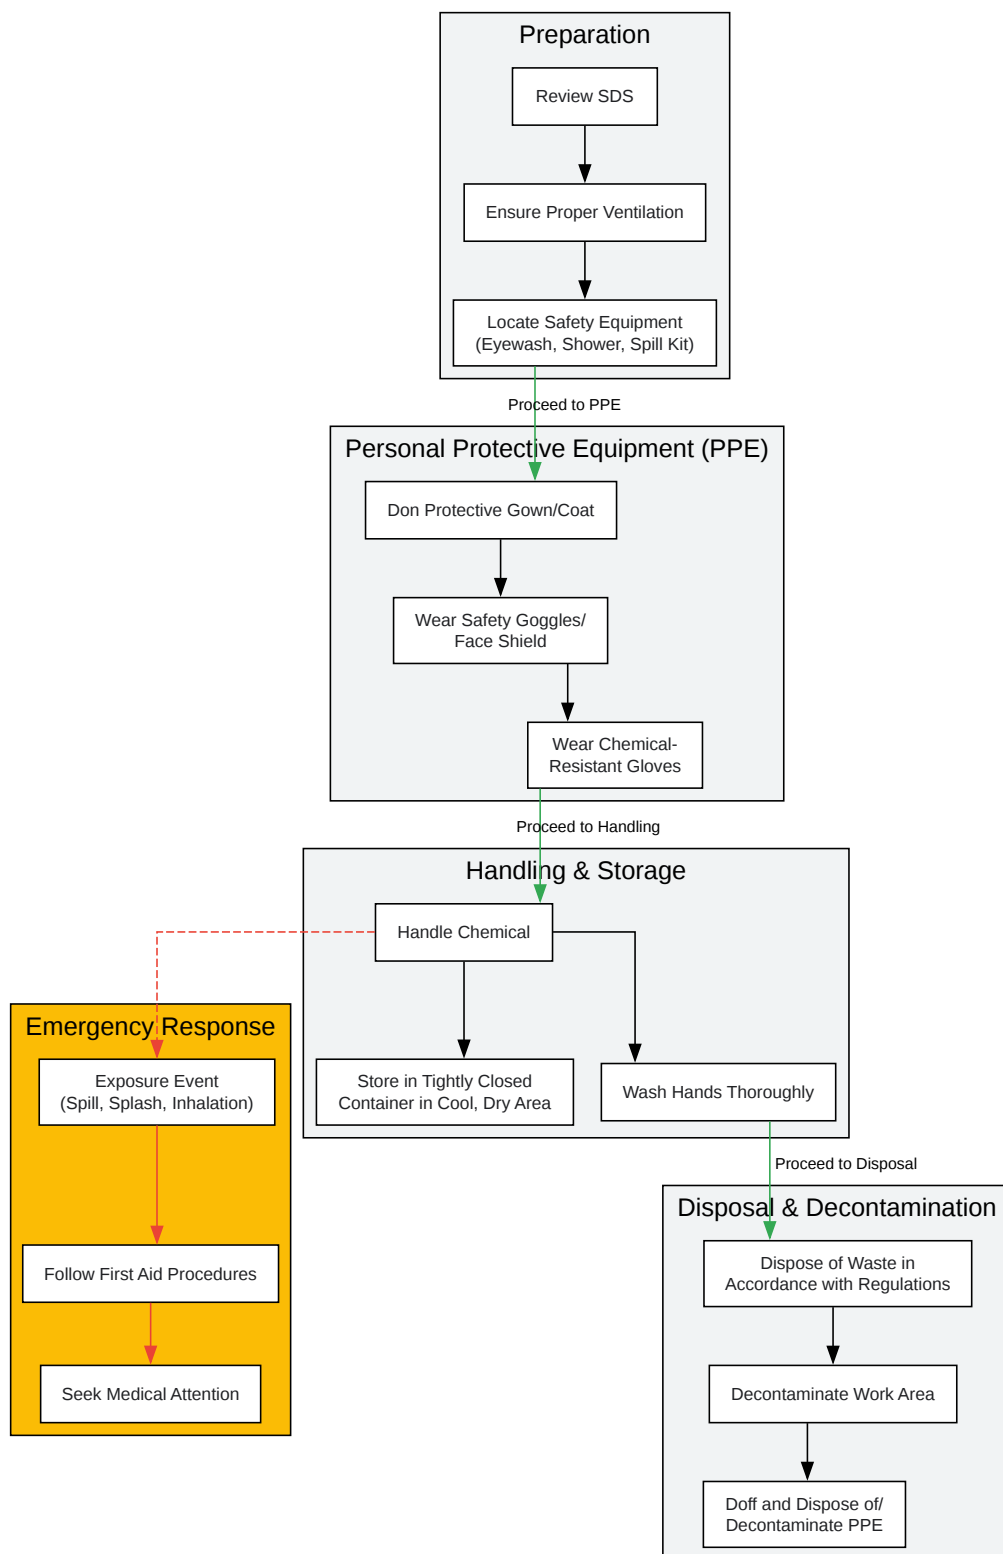 Preparation
Review SDS
Ensure Proper Ventilation
Locate Safety Equipment
(Eyewash, Shower, Spill Kit)
Proceed to PPE
Personal Protective Equipment (PPE)
Don Protective Gown/Coat
Wear Safety Goggles/
Face Shield
Wear Chemical-
Resistant Gloves
Proceed to Handling
Handling & Storage
Handle Chemical
Store in Tightly Closed
Container in Cool, Dry Area
Wash Hands Thoroughly
Emergency Response
Exposure Event
(Spill, Splash, Inhalation)
Follow First Aid Procedures
Seek Medical Attention
Proceed to Disposal
Disposal & Decontamination
Dispose of Waste in
Accordance with Regulations
Decontaminate Work Area
Doff and Dispose of/
Decontaminate PPE